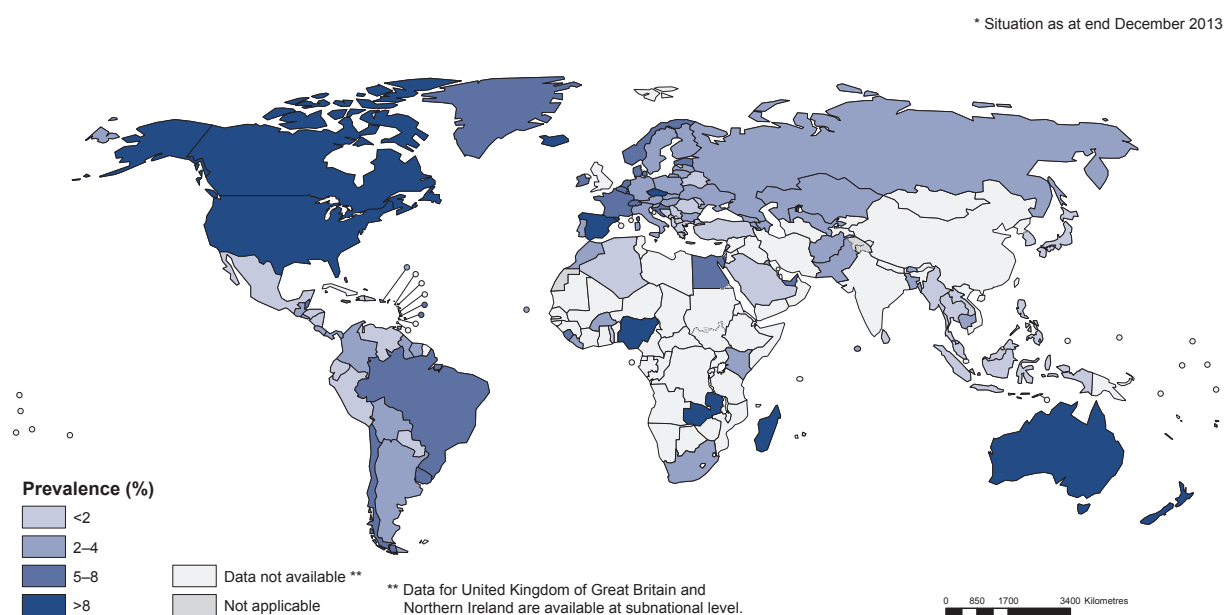 * Situation as at end December 2013
Prevalence (%)
<2
2–4
5–8
>8
Data not available **
Not applicable
** Data for United Kingdom of Great Britain and
Northern Ireland are available at subnational level.
0 850 1700 3400 Kilometres